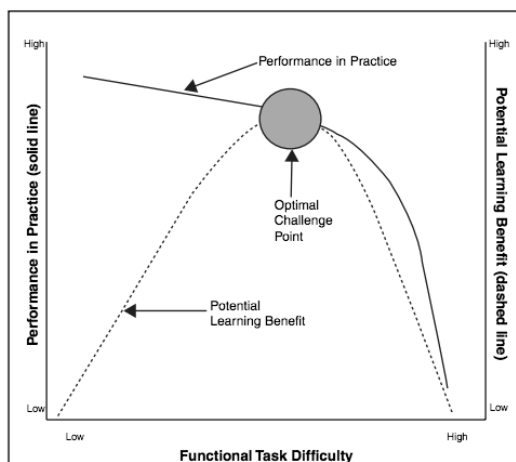 High
High
Performance in Practice
Performance in Practice (solid line)
Potential Learning Benefit (dashed line)
Optimal
Challenge
Point
Potential
Learning Benefit
Low
Low
Low
High
Functional Task Difficulty